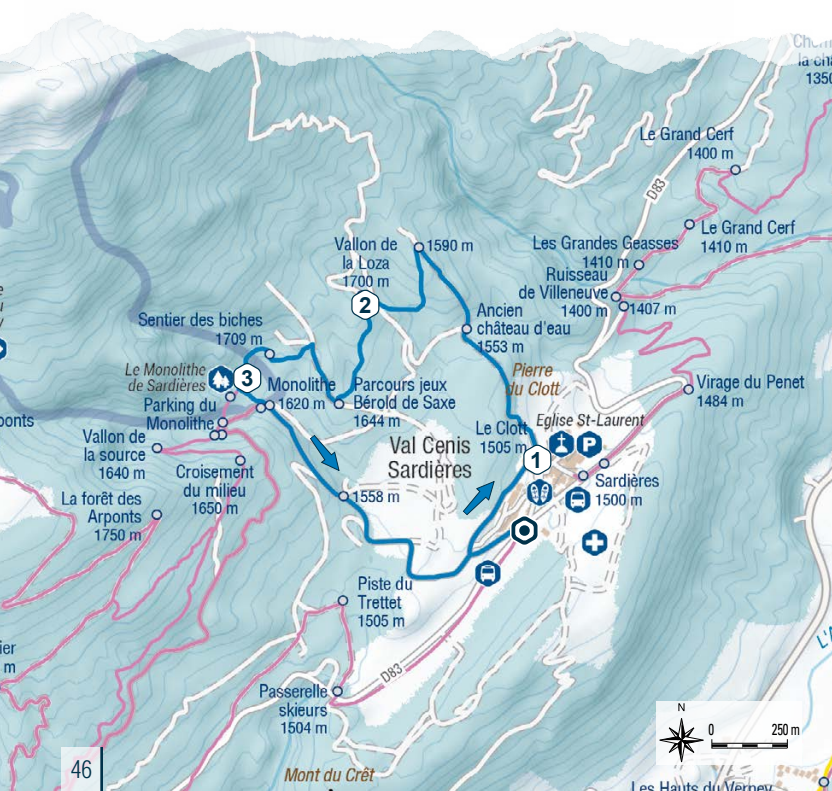 la ch
1350
Le Grand Cerf
1400 m
D83
Le Grand Cerf
1410 m
Les Grandes Geasses
1410 m
Ruisseau
de Villeneuve
1400 m
1407 m
Vallon de
la Loza
1700 m
1590 m
2
Sentier des biches
1709 m
Ancien
château d'eau
1553 m
Le Monolithe
de Sardières
3
Monolithe
1620 m
Parcours jeux
Bérold de Saxe
1644 m
Pierre
du Clott
Virage du Penet
1484 m
ponts
Parking du
Monolithe
Le Clott
1505 m
Eglise St-Laurent
P
1
Vallon de
la source
1640 m
Val Cenis
Sardières
Croisement
du milieu
1650 m
Sardières
1500 m
La forêt des
Arponts
1750 m
1558 m
Piste du
Trettet
1505 m
ier
m
D83
Passerelle
skieurs
1504 m
L'A
N
0 250 m
46
Mont du Crêt
Les Hauts du Verney